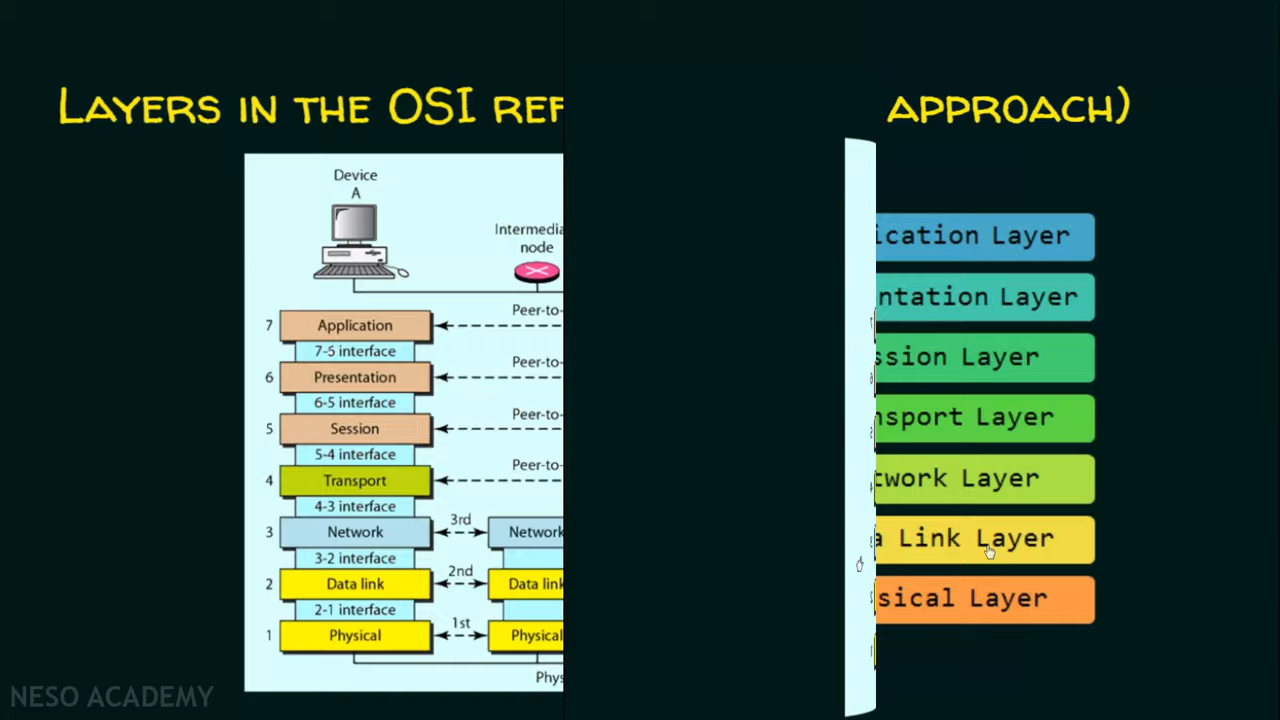 LAYERS IN THE OSI REF
APPROACH)
Device
A
Intermedia
node
7 Application Peer-to-
7-6 interface
6 Presentation Peer-to-
6-5 interface
5 Session Peer-to-
5-4 interface
4 Transport Peer-to-
4-3 interface
3 Network 3rd Network
3-2 interface
2 Data link 2nd Data link
2-1 interface
1 Physical 1st Physical
Phys
ication Layer
ntation Layer
ssion Layer
nsport Layer
twork Layer
a Link Layer
sical Layer
NESO ACADEMY